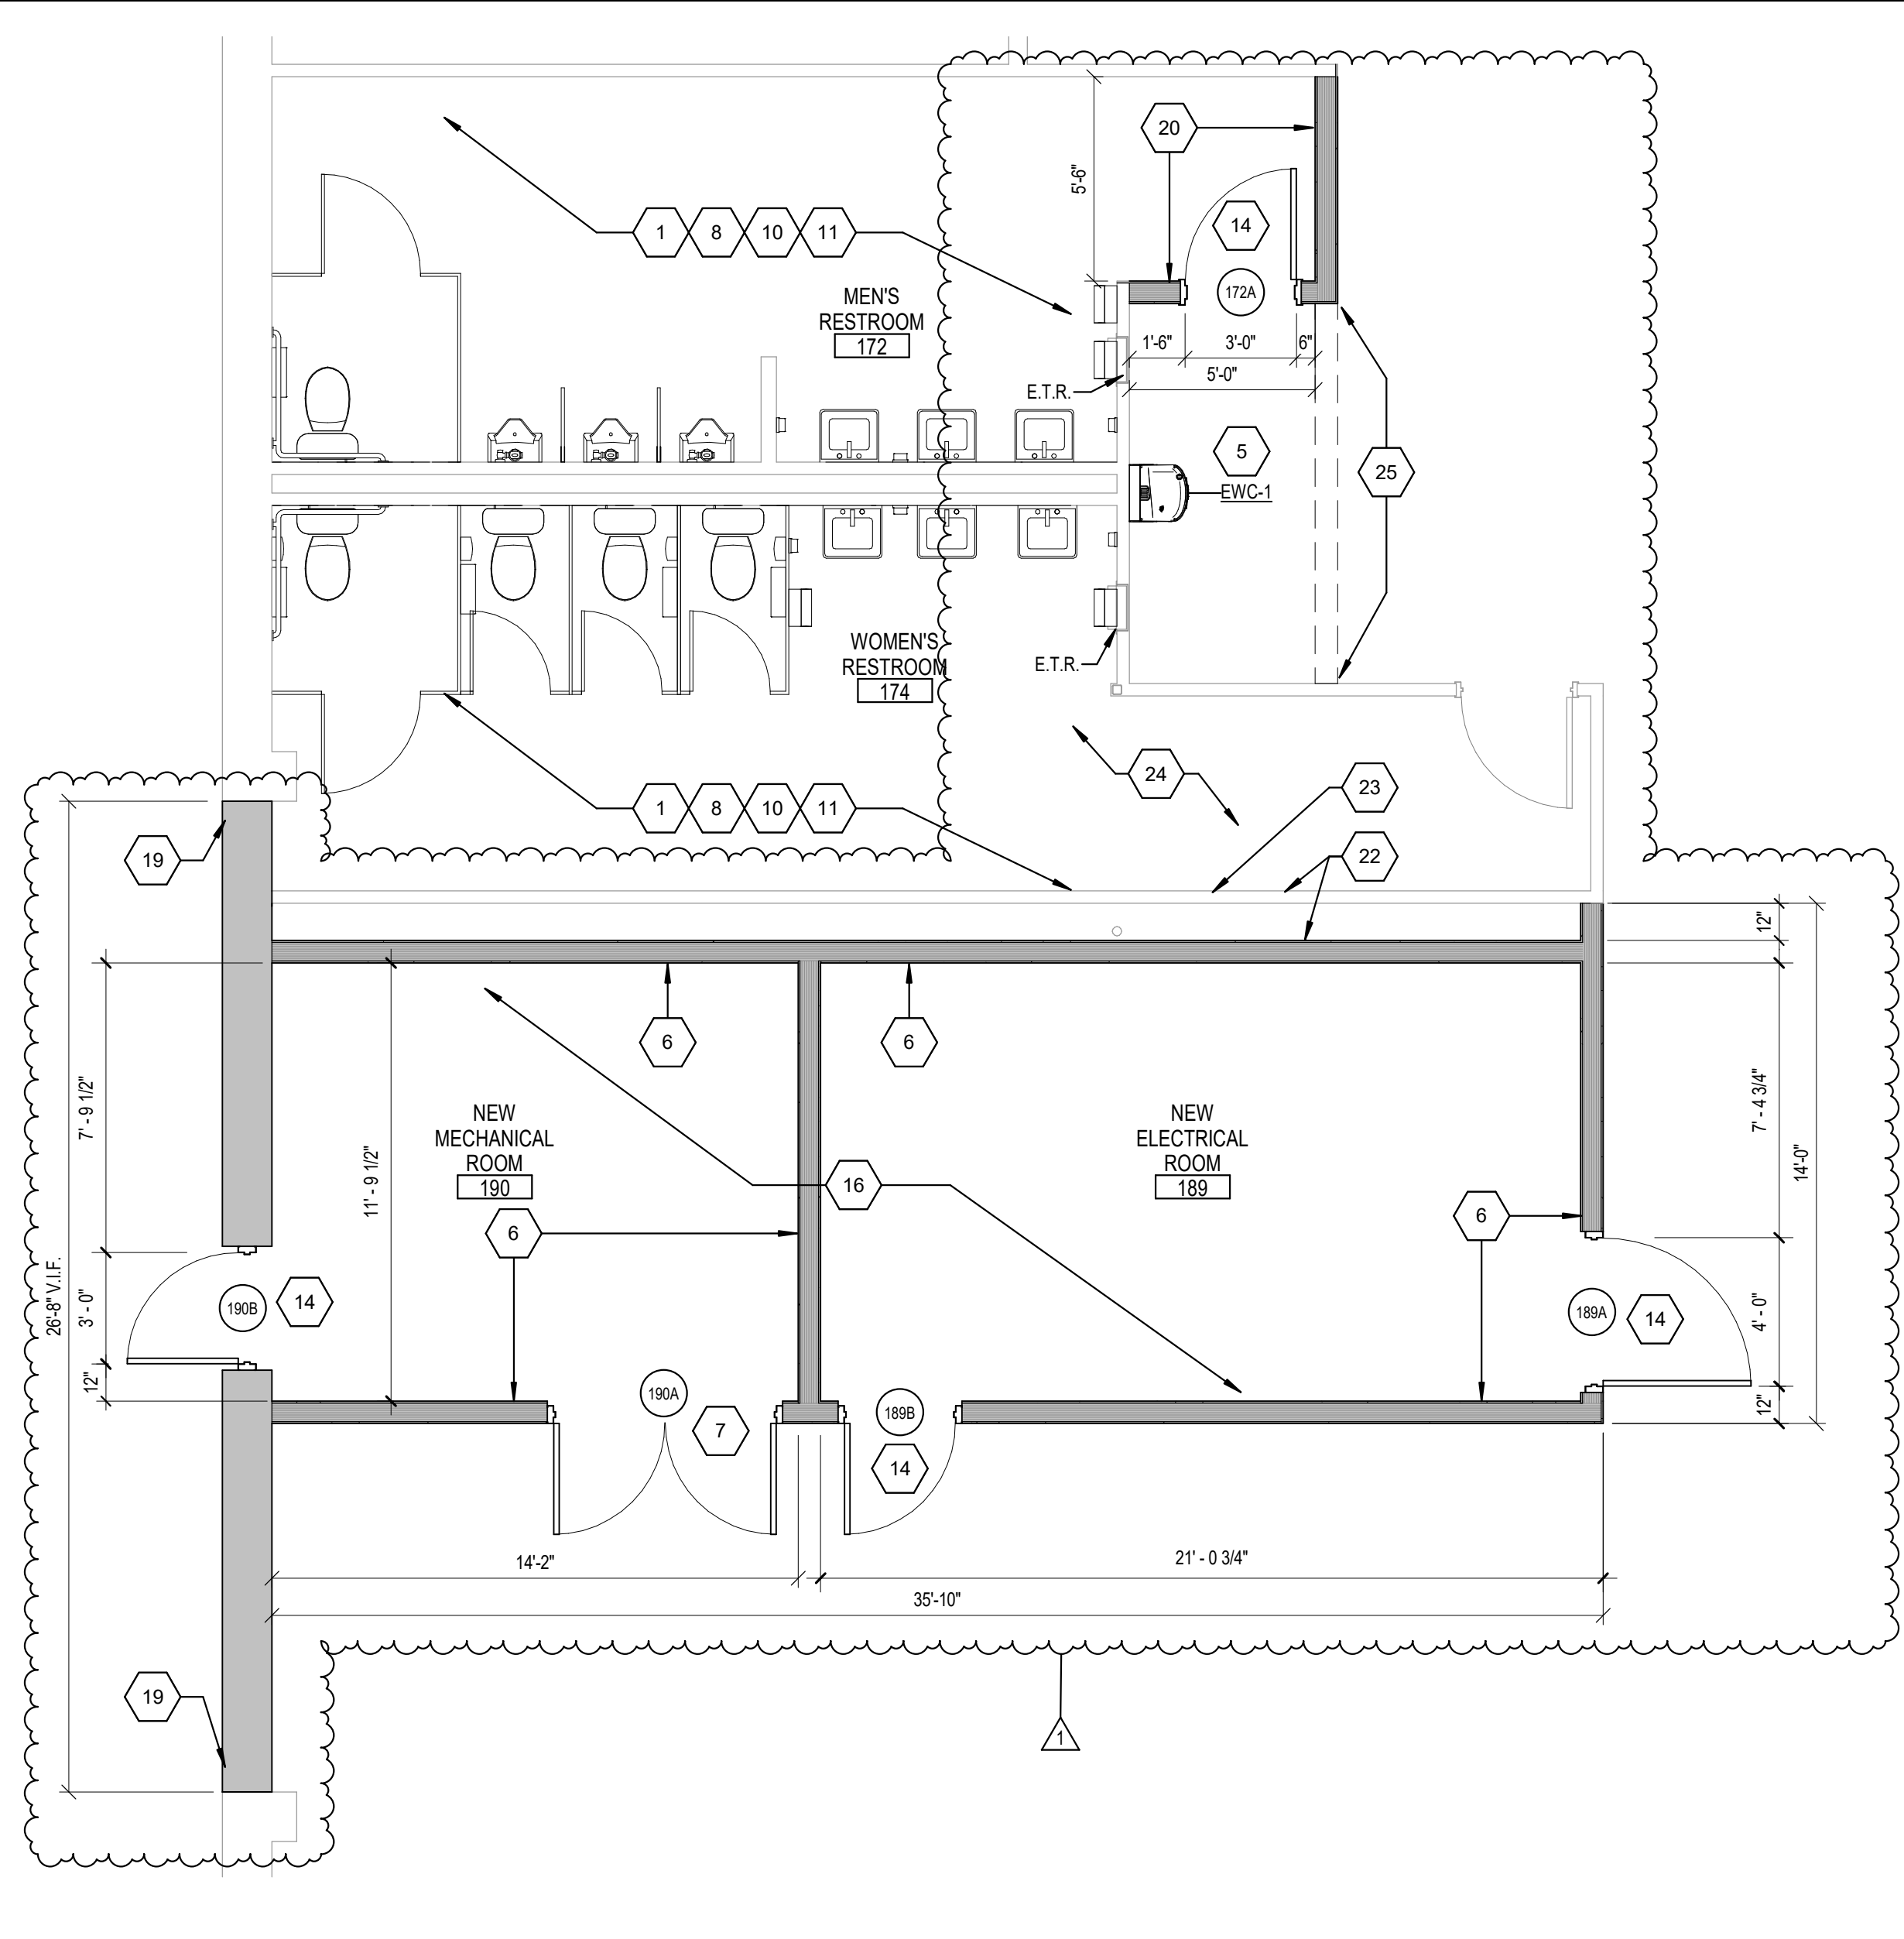 20
5'-6"
14
1
8
10
11
MEN'S
RESTROOM
172
172A
1'-6"
3'-0"
6"
5'-0"
E.T.R.
5
25
EWC-1
WOMEN'S
RESTROOM
174
E.T.R.
24
23
1
8
10
11
22
19
12"
6
6
7' - 9 1/2"
7' - 4 3/4"
NEW
MECHANICAL
ROOM
190
NEW
ELECTRICAL
ROOM
189
11' - 9 1/2"
14'-0"
16
6
6
26'-8" V.I.F.
3' - 0"
190B
14
189A
14
4' - 0"
12"
190A
189B
12"
7
14
14'-2"
21' - 0 3/4"
35'-10"
19
1